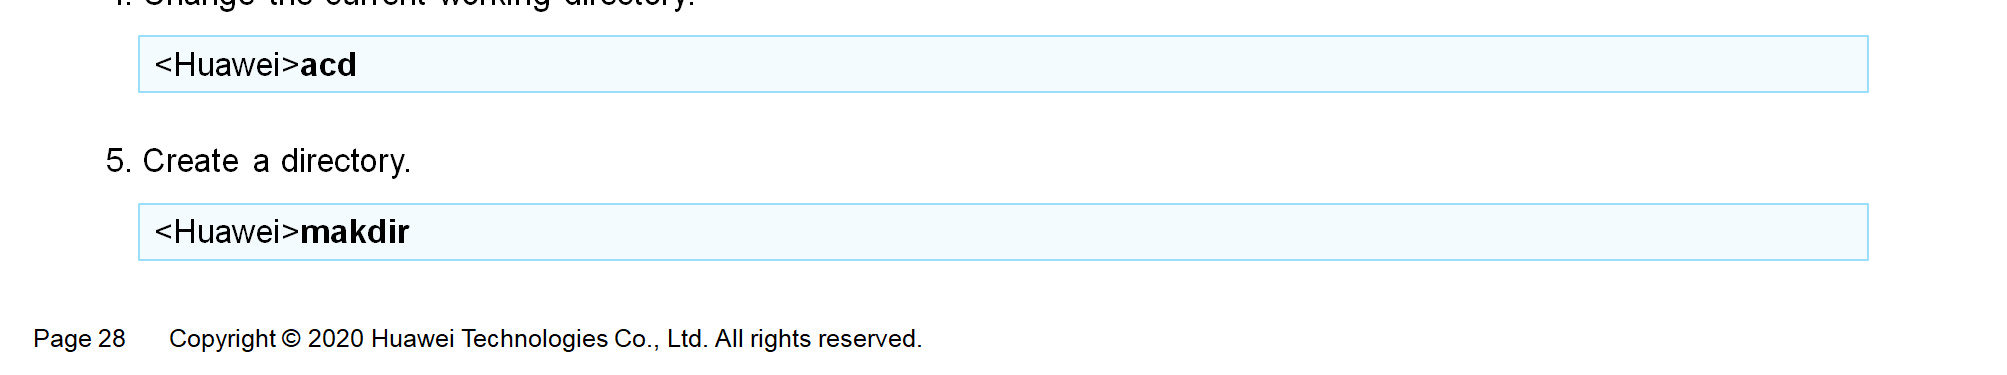 4. Change the current working directory.
<Huawei>acd
5. Create a directory.
<Huawei>makdir
Page 28 Copyright © 2020 Huawei Technologies Co., Ltd. All rights reserved.